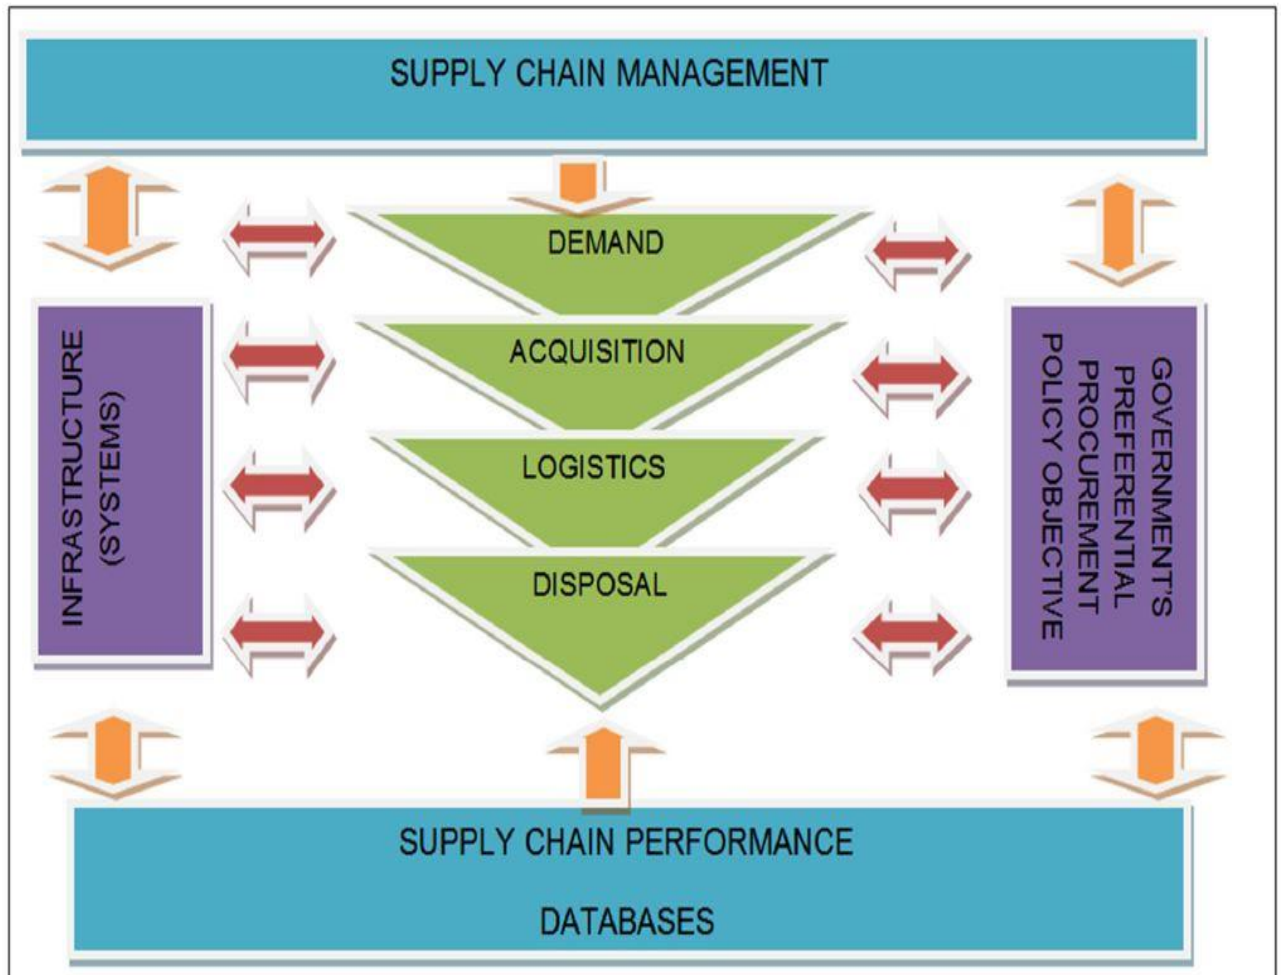 SUPPLY CHAIN MANAGEMENT
DEMAND
ACQUISITION
LOGISTICS
DISPOSAL
INFRASTRUCTURE
(SYSTEMS)
GOVERNMENT'S
PREFERENTIAL
PROCUREMENT
POLICY OBJECTIVE
SUPPLY CHAIN PERFORMANCE
DATABASES